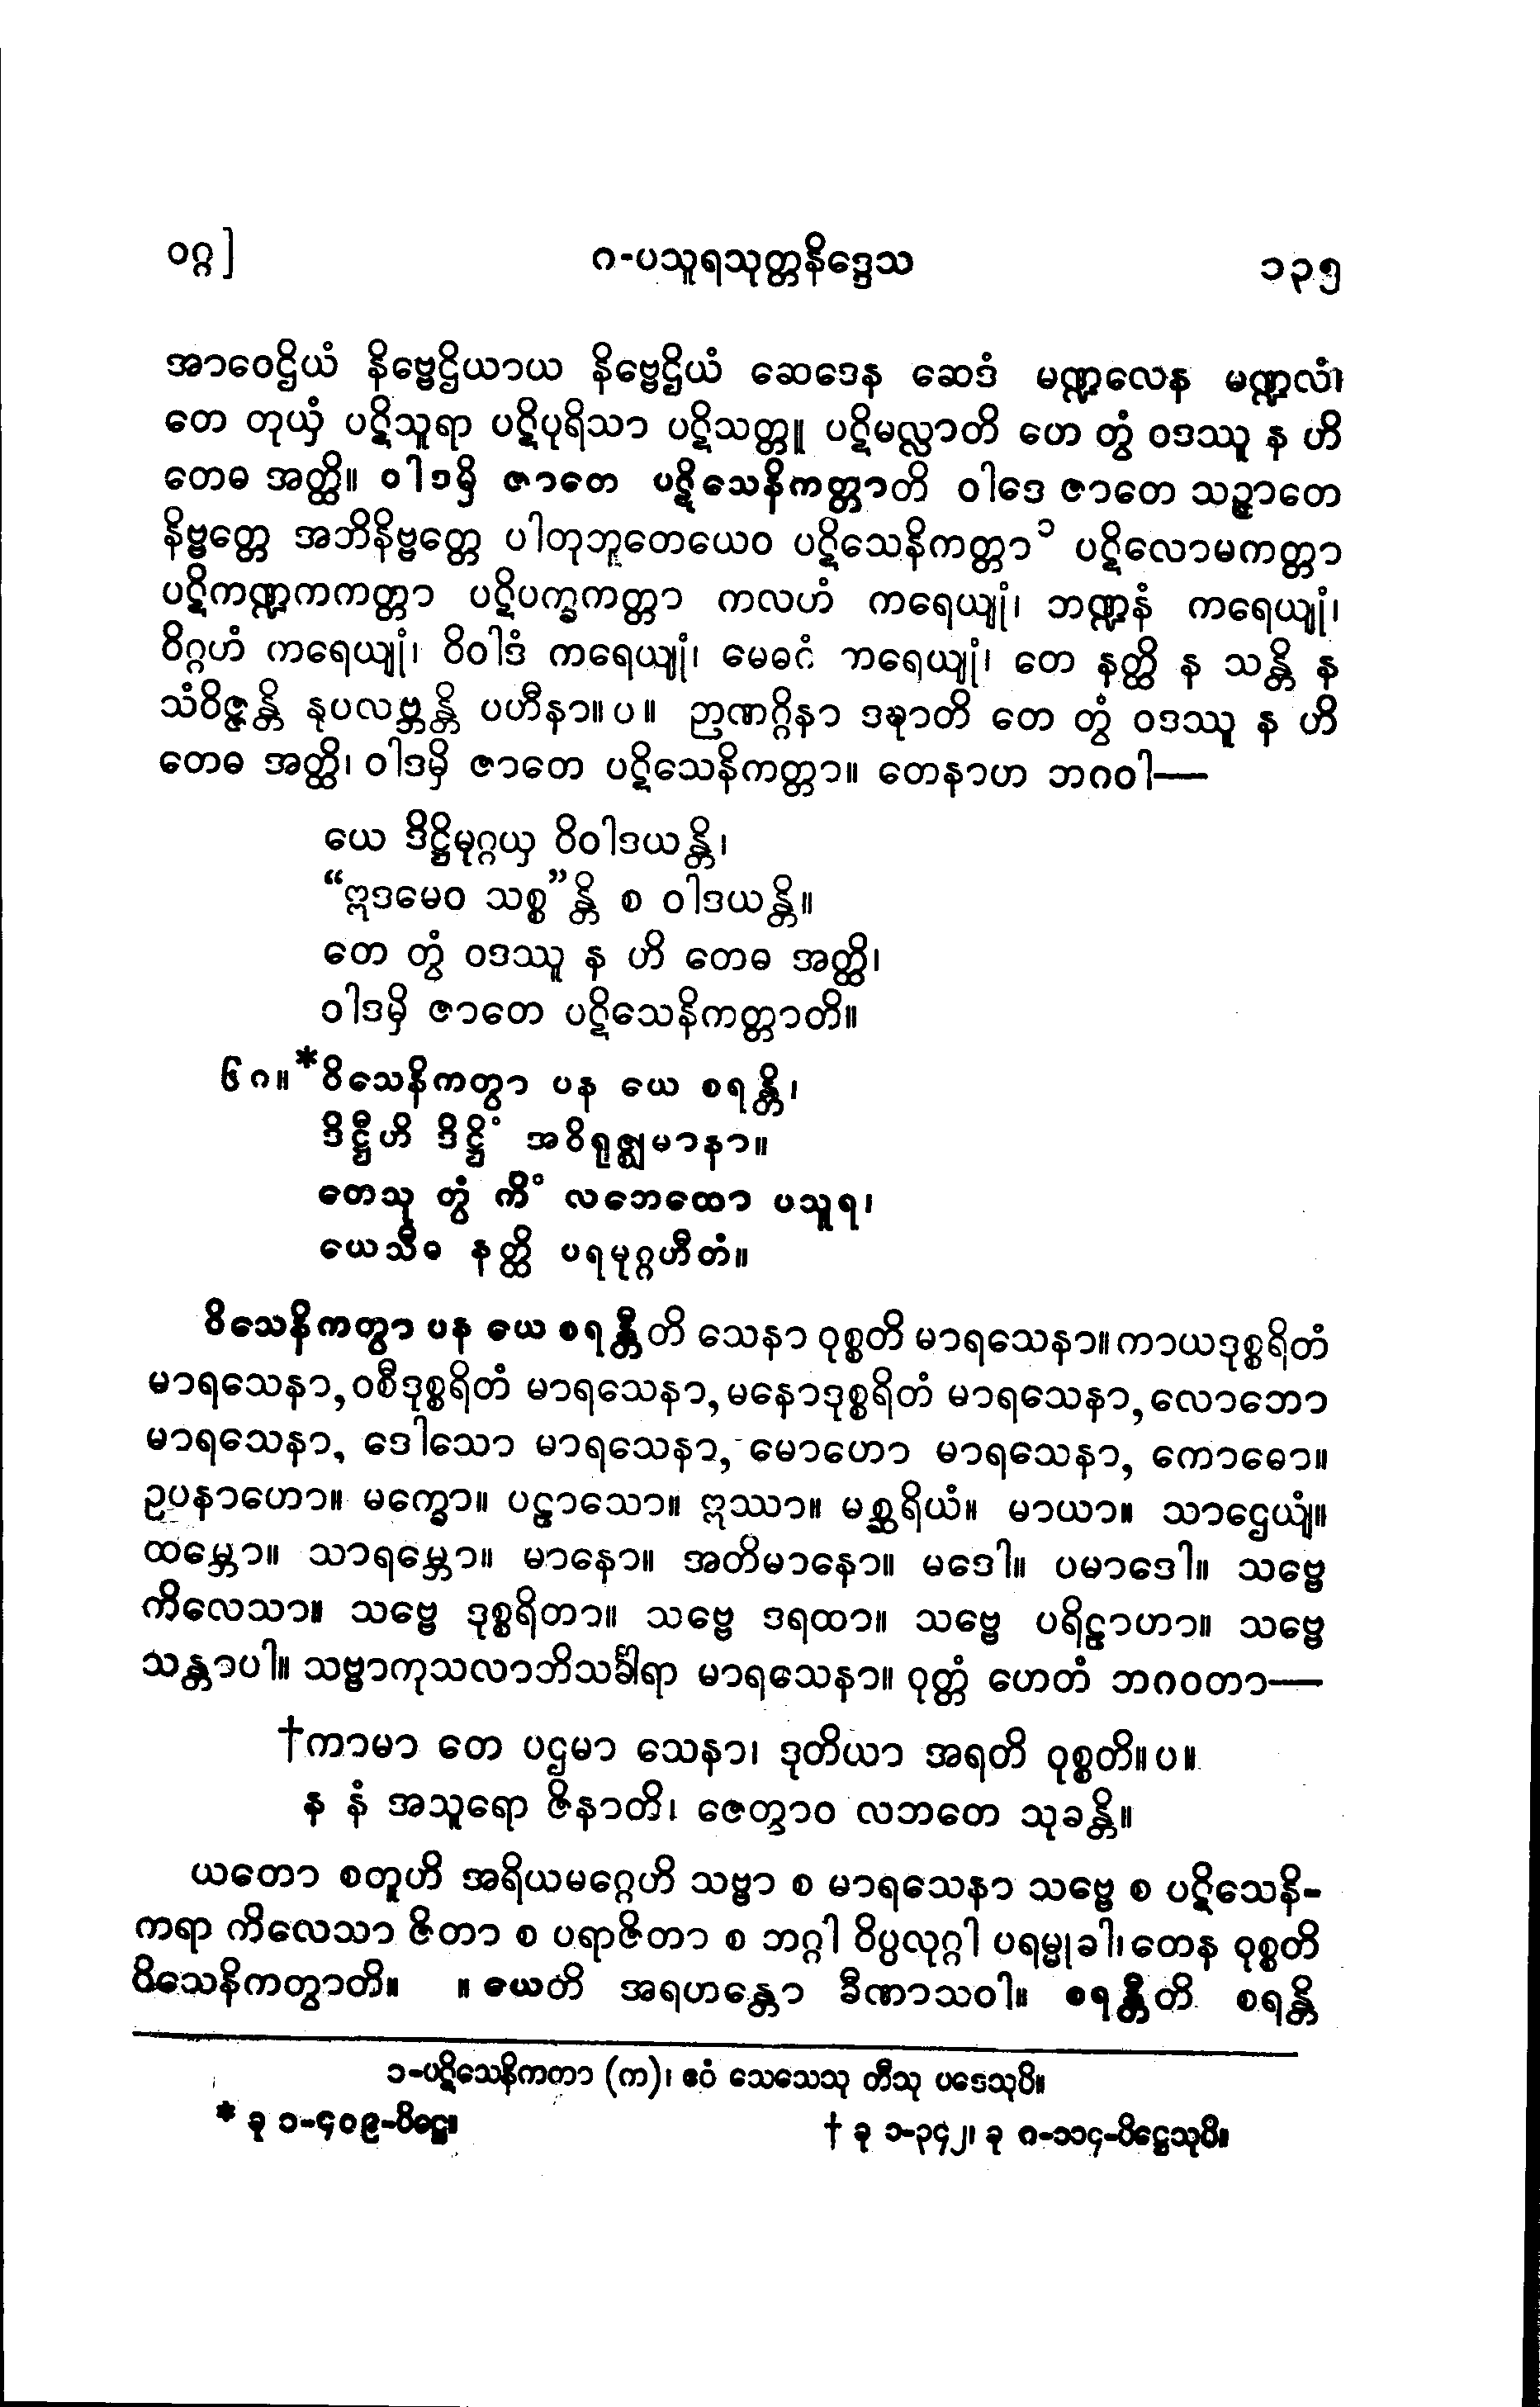 ဝဂ္ဂ] ၈-ပသူရသုတ္တနိဒ္ဒေသ ၁၃၅
အာဝေဌိယံ နိဗ္ဗေဌိယာယ နိဗ္ဗေဌိယံ ဆေဒေန ဆေဒံ မဏ္ဍလေန မဏ္ဍလံ၊
တေ တုယှံ ပဋိသူရာ ပဋိပုရိသာ ပဋိသတ္တူ ပဋိမလ္လာတိ ဟေ တွံ ဝဒဿူ န ဟိ
တေဓ အတ္ထိ။ ဝါဒမှိ ဇာတေ ပဋိသေနိကတ္တာတိ ဝါဒေ ဇာတေ သဉ္ဇာတေ
နိဗ္ဗတ္တေ အဘိနိဗ္ဗတ္တေ ပါတုဘူတေယေဝ ပဋိသေနိကတ္တာ ၁ ပဋိလောမကတ္တာ
ပဋိကဏ္ဍကကတ္တာ ပဋိပက္ခကတ္တာ ကလဟံ ကရေယျုံ၊ ဘဏ္ဍနံ ကရေယျုံ၊
ဝိဂ္ဂဟံ ကရေယျုံ၊ ဝိဝါဒံ ကရေယျုံ၊ မေဓဂံ ကရေယျုံ၊ တေ နတ္ထိ န သန္တိ န
သံဝိဇ္ဇန္တိ နုပလဗ္ဘန္တိ ပဟီနာ။ ပ။ ဉာဏဂ္ဂိနာ ဒဍ္ဎာတိ တေ တွံ ဝဒဿူ န ဟိ
တေဓ အတ္ထိ၊ ဝါဒမှိ ဇာတေ ပဋိသေနိကတ္တာ။ တေနာဟ ဘဂဝါ—
ယေ ဒိဋ္ဌိမုဂ္ဂယှ ဝိဝါဒယန္တိ၊
“ဣဒမေဝ သစ္စ”န္တိ စ ဝါဒယန္တိ။
တေ တွံ ဝဒဿူ န ဟိ တေဓ အတ္ထိ၊
ဝါဒမှိ ဇာတေ ပဋိသေနိကတ္တာတိ။
၆၈။ *ဝိသေနိကတွာ ပန ယေ စရန္တိ၊
ဒိဋ္ဌီဟိ ဒိဋ္ဌိံ အဝိရုဇ္ဈမာနာ။
တေသု တွံ ကိံ လဘေထော ပသူရ၊
ယေသီဓ နတ္ထိ ပရမုဂ္ဂဟီတံ။
ဝိသေနိကတွာ ပန ယေ စရန္တီတိ သေနာ ဝုစ္စတိ မာရသေနာ။ ကာယဒုစ္စရိတံ
မာရသေနာ, ဝစီဒုစ္စရိတံ မာရသေနာ, မနောဒုစ္စရိတံ မာရသေနာ, လောဘော
မာရသေနာ, ဒေါသော မာရသေနာ, မောဟော မာရသေနာ, ကောဓော။
ဥပနာဟော။ မက္ခော။ ပဠာသော။ ဣဿာ။ မစ္ဆရိယံ။ မာယာ။ သာဌေယျံ။
ထမ္ဘော။ သာရမ္ဘော။ မာနော။ အတိမာနော။ မဒေါ။ ပမာဒေါ။ သဗ္ဗေ
ကိလေသာ။ သဗ္ဗေ ဒုစ္စရိတာ။ သဗ္ဗေ ဒရထာ။ သဗ္ဗေ ပရိဠာဟာ။ သဗ္ဗေ
သန္တာပါ။ သဗ္ဗာကုသလာဘိသင်္ခါရာ မာရသေနာ။ ဝုတ္တံ ဟေတံ ဘဂဝတာ—
†ကာမာ တေ ပဌမာ သေနာ၊ ဒုတိယာ အရတိ ဝုစ္စတိ။ ပ။
န နံ အသူရော ဇိနာတိ၊ ဇေတွာဝ လဘတေ သုခန္တိ။
ယတော စတူဟိ အရိယမဂ္ဂေဟိ သဗ္ဗာ စ မာရသေနာ သဗ္ဗေ စ ပဋိသေနိ-
ကရာ ကိလေသာ ဇိတာ စ ပရာဇိတာ စ ဘဂ္ဂါ ဝိပ္ပလုဂ္ဂါ ပရမ္မုခါ၊ တေန ဝုစ္စတိ
ဝိသေနိကတွာတိ။ ။ ယေတိ အရဟန္တော ခီဏာသဝါ။ စရန္တီတိ စရန္တိ
၁-ပဋိသေနိကကာ (က)၊ ဧဝံ သေသေသု တီသု ပဒေသုပိ။
* ခု ၁-၄၀၉-ပိဋ္ဌေ။ † ခု ၁-၃၄၂၊ ခု ၈-၁၁၄-ပိဋ္ဌေသုပိ။